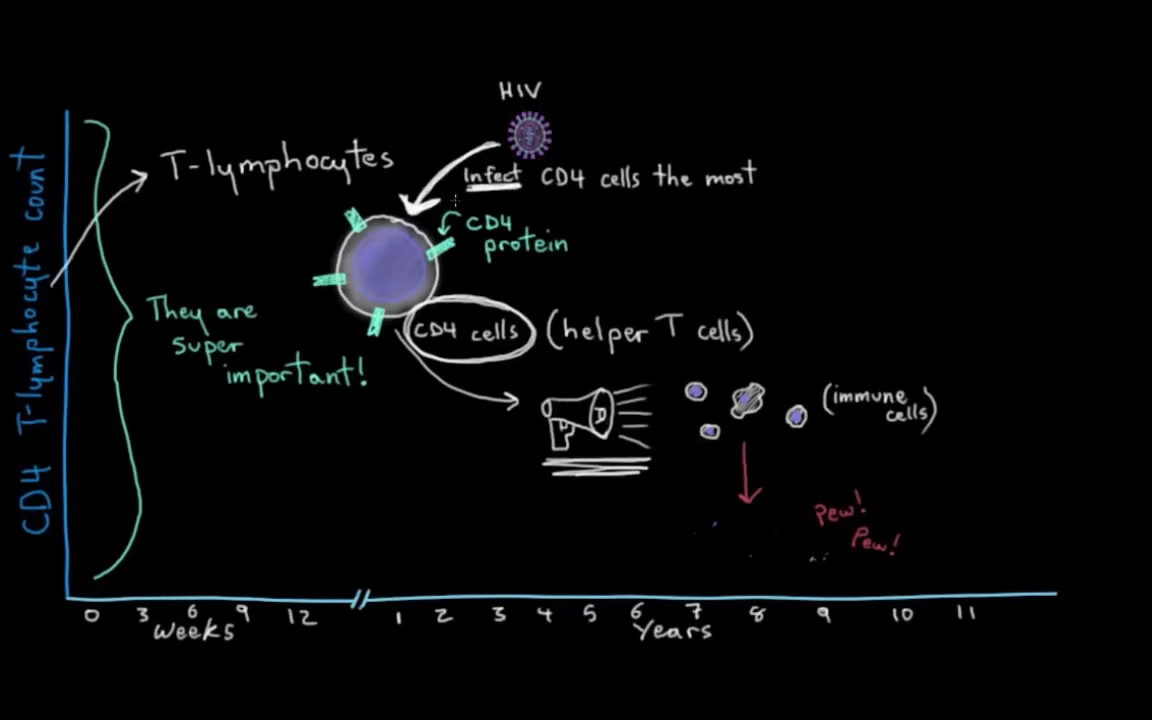 HIV
T-lymphocytes
Infect CD4 cells the most
CD4
protein
CD4 T-lymphocyte count
They are
super
important!
CD4 cells (helper T cells)
(immune
cells)
Pew!
Pew!
0 3 6 9 12 1 2 3 4 5 6 7 8 9 10 11
Weeks Years